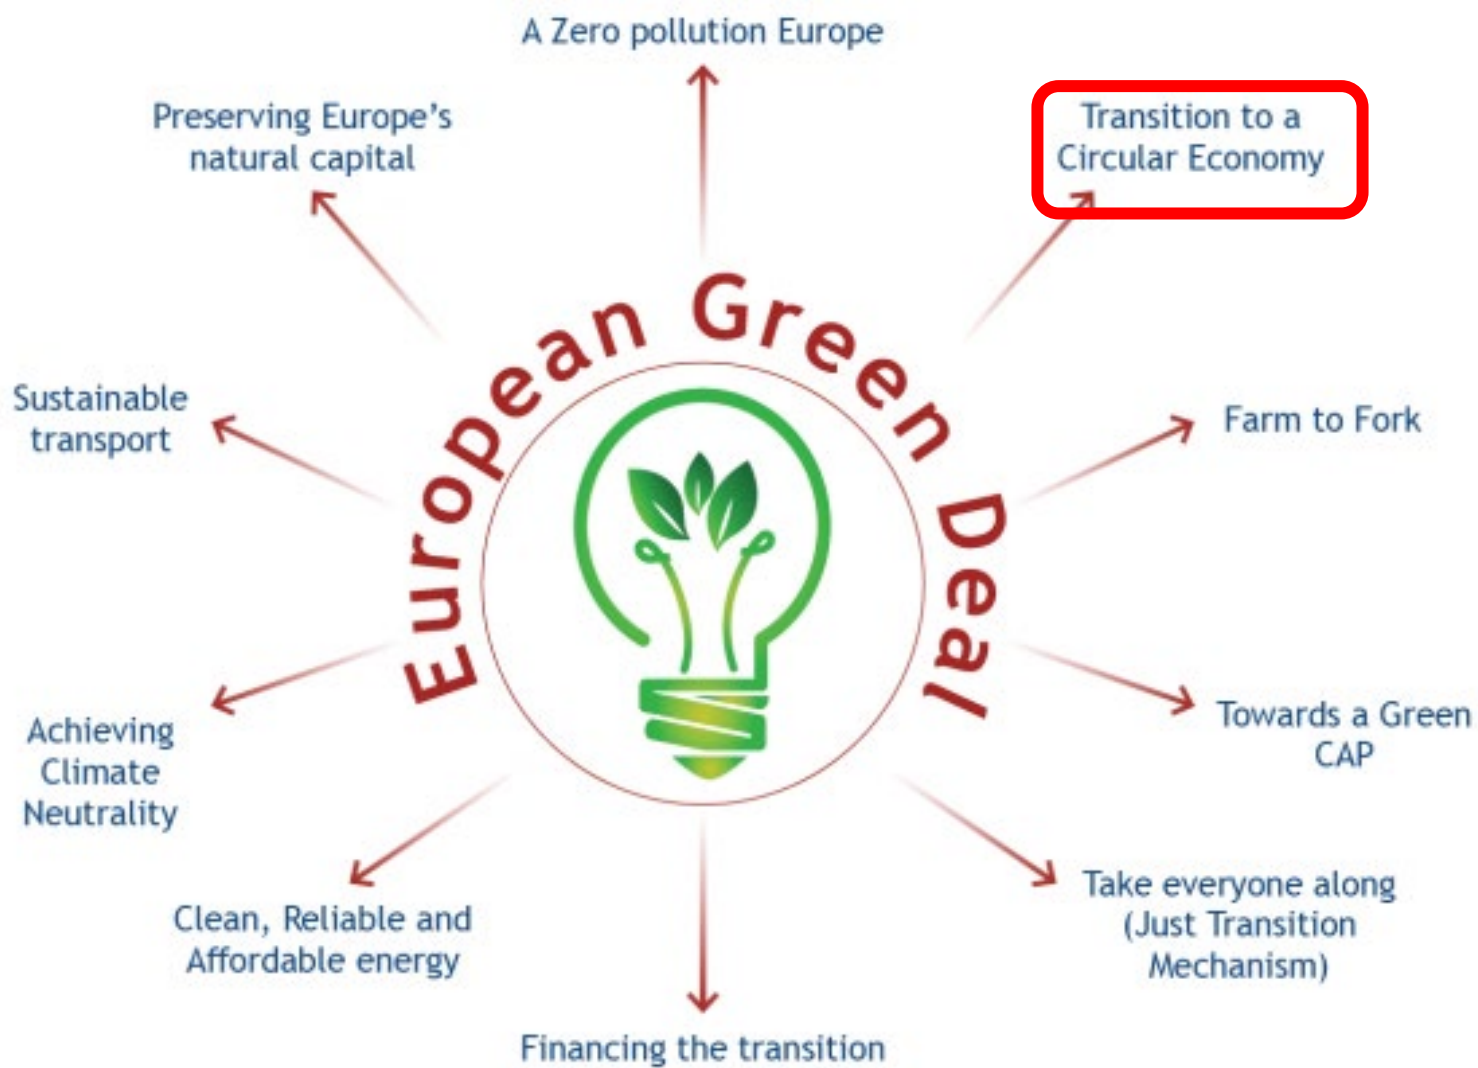 A Zero pollution Europe
Preserving Europe's
natural capital
Transition to a
Circular Economy
European Green Deal
Sustainable
transport
Farm to Fork
Achieving
Climate
Neutrality
Towards a Green
CAP
Clean, Reliable and
Affordable energy
Take everyone along
(Just Transition
Mechanism)
Financing the transition